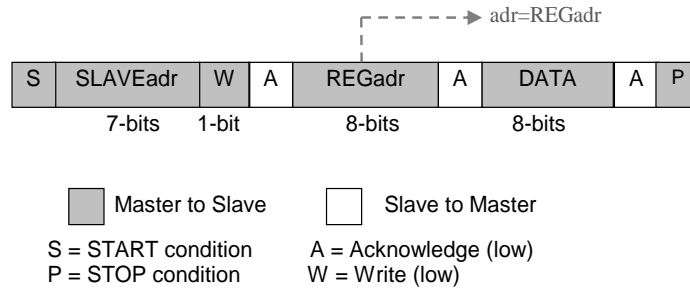 adr=REGadr
S SLAVEadr W A REGadr A DATA A P
7-bits 1-bit 8-bits 8-bits
Master to Slave Slave to Master
S = START condition A = Acknowledge (low)
P = STOP condition W = Write (low)